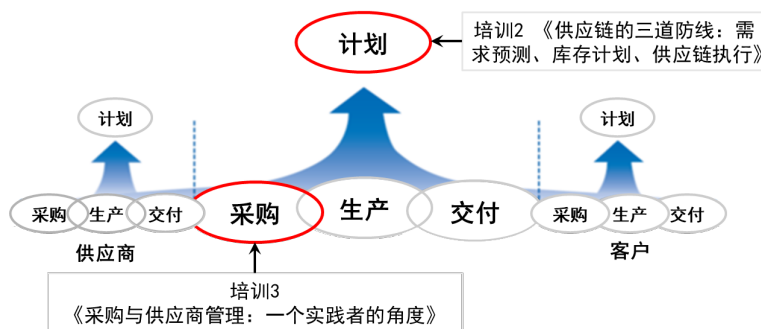 计划
培训2 《供应链的三道防线：需
求预测、库存计划、供应链执行》
计划
计划
采购
生产
交付
采购
生产
交付
采购
生产
交付
供应商
客户
培训3
《采购与供应商管理：一个实践者的角度》